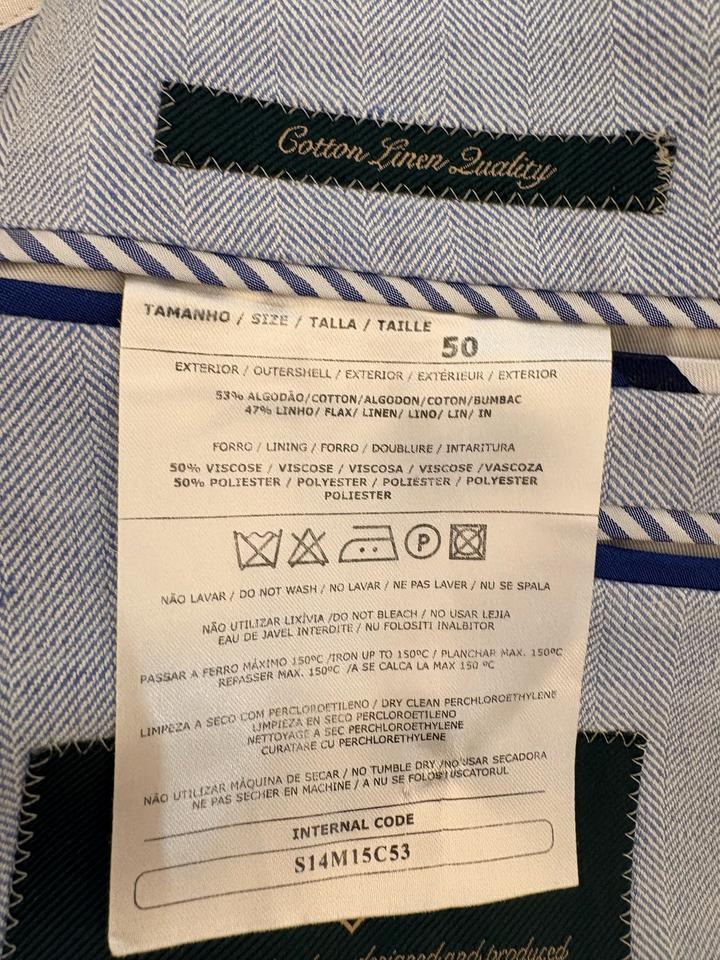 Cotton Linen Quality
TAMANHO / SIZE / TALLA / TAILLE
50
EXTERIOR / OUTERSHELL / EXTERIOR / EXTÉRIEUR / EXTERIOR
53% ALGODÃO/COTTON/ALGODON/COTON/BUMBAC
47% LINHO/ FLAX/ LINEN/ LINO/ LIN/ IN
FORRO / LINING / FORRO / DOUBLURE / INTARITURA
50% VISCOSE / VISCOSE / VISCOSA / VISCOSE /VASCOZA
50% POLIESTER / POLYESTER / POLIÉSTER / POLYESTER
POLIESTER
P
NÃO LAVAR / DO NOT WASH / NO LAVAR / NE PAS LAVER / NU SE SPALA
NÃO UTILIZAR LIXÍVIA /DO NOT BLEACH / NO USAR LEJIA
EAU DE JAVEL INTERDITE / NU FOLOSITI INALBITOR
PASSAR A FERRO MÁXIMO 150ºC /IRON UP TO 150ºC / PLANCHAR MAX. 150ºC
REPASSER MAX. 150ºC /A SE CALCA LA MAX 150 ºC
LIMPEZA A SECO COM PERCLOROETILENO / DRY CLEAN PERCHLOROETHYLENE
LIMPIEZA EN SECO PERCLOROETILENO
NETTOYAGE A SEC PERCHLOROETHYLENE
CURATARE CU PERCHLORETHYLENE
NÃO UTILIZAR MÁQUINA DE SECAR / NO TUMBLE DRY /NO USAR SECADORA
NE PAS SECHER EN MACHINE / A NU SE FOLOSI USCATORUL
INTERNAL CODE
S14M15C53
designed and produced